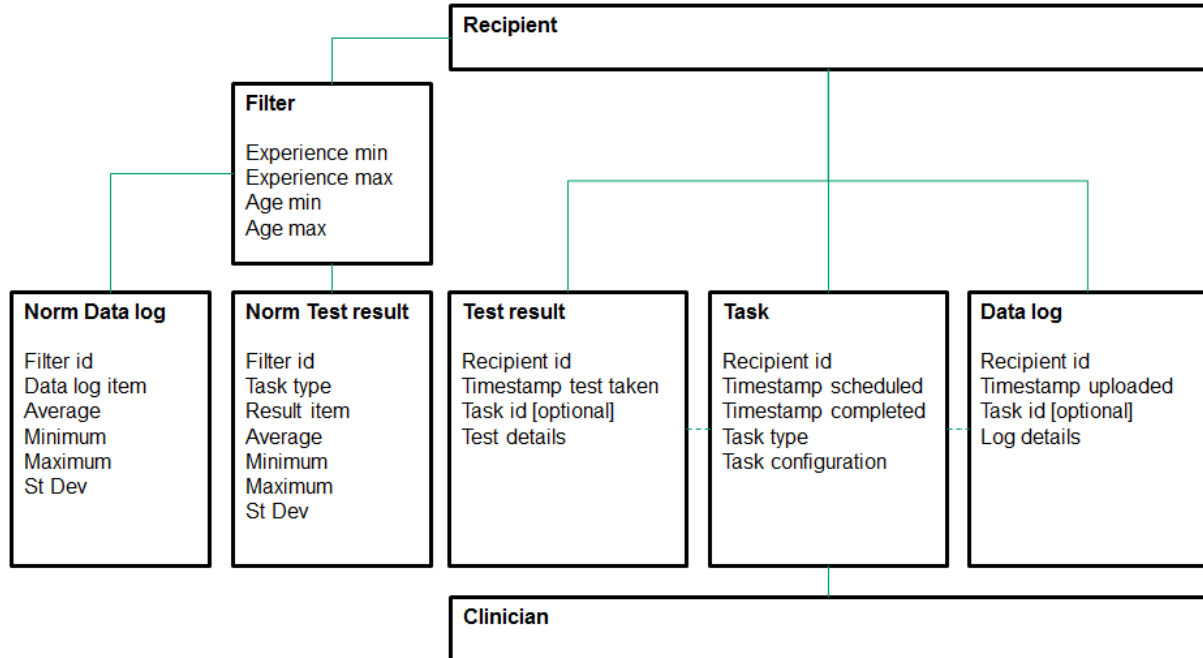 Recipient
Filter
Experience min
Experience max
Age min
Age max
Norm Data log
Filter id
Data log item
Average
Minimum
Maximum
St Dev
Norm Test result
Filter id
Task type
Result item
Average
Minimum
Maximum
St Dev
Test result
Recipient id
Timestamp test taken
Task id [optional]
Test details
Task
Recipient id
Timestamp scheduled
Timestamp completed
Task type
Task configuration
Data log
Recipient id
Timestamp uploaded
Task id [optional]
Log details
Clinician